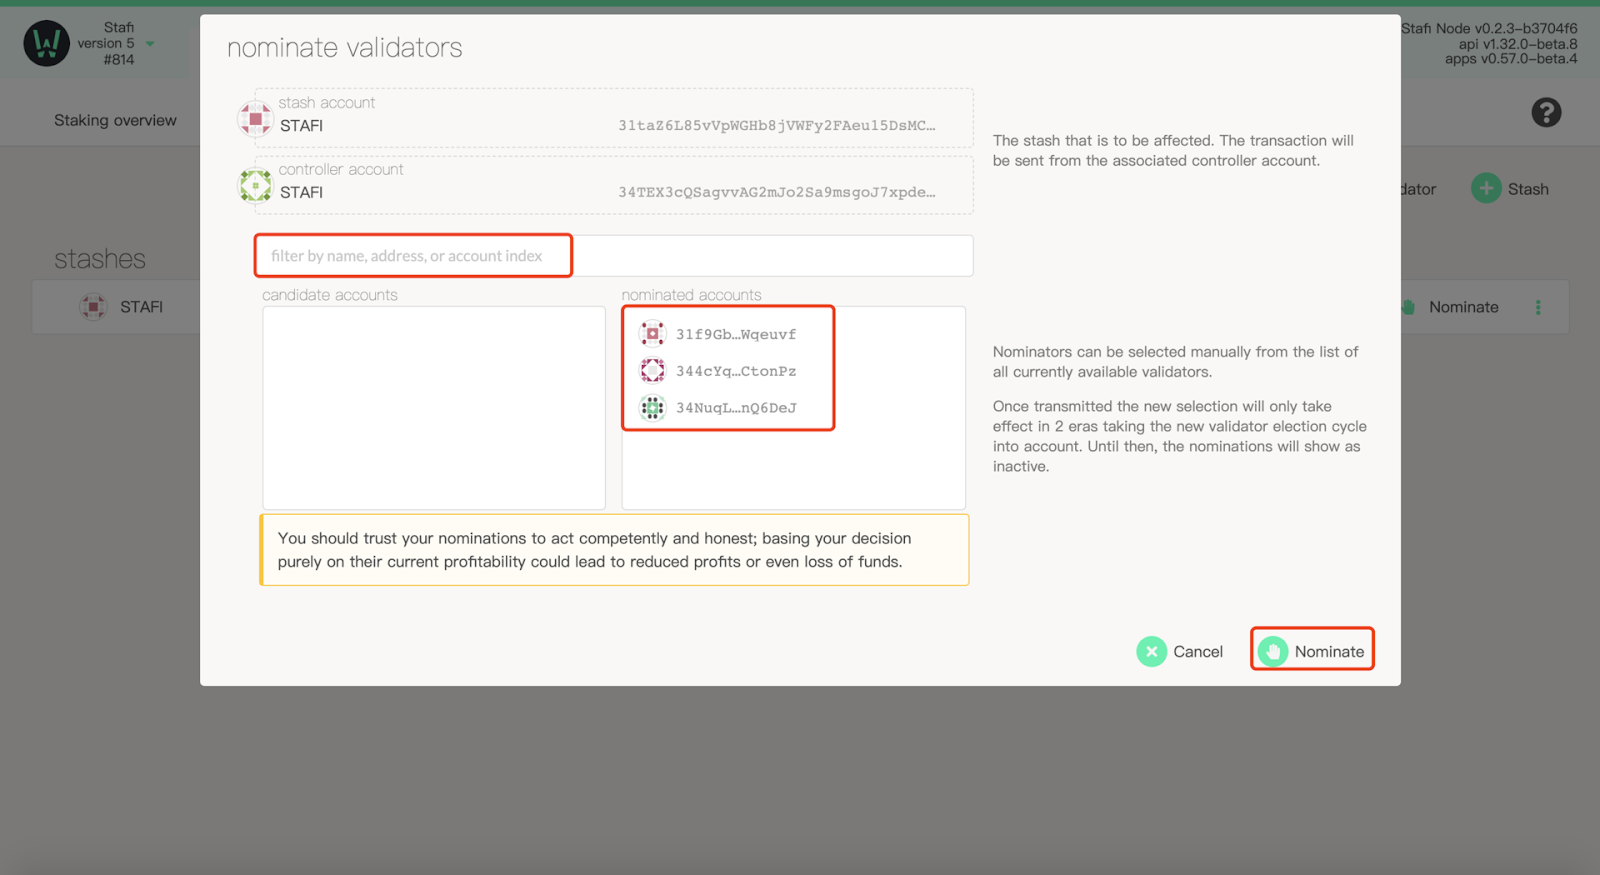 Stafi
version 5
#814
Stafi Node v0.2.3-b3704f6
api v1.32.0-beta.8
apps v0.57.0-beta.4
Staking overview
nominate validators
stash account
STAFI
31taZ6L85vVpWGHb8jVWFy2FAeu15DsMC…
controller account
STAFI
34TEX3cQSagvvAG2mJo2Sa9msgoJ7xpde…
The stash that is to be affected. The transaction will
be sent from the associated controller account.
dator
Stash
filter by name, address, or account index
stashes
STAFI
Nominate
candidate accounts
nominated accounts
31f9Gb…Wqeuvf
344cYq…CtonPz
34NuqL…nQ6DeJ
Nominators can be selected manually from the list of
all currently available validators.
Once transmitted the new selection will only take
effect in 2 eras taking the new validator election cycle
into account. Until then, the nominations will show as
inactive.
You should trust your nominations to act competently and honest; basing your decision
purely on their current profitability could lead to reduced profits or even loss of funds.
Cancel
Nominate